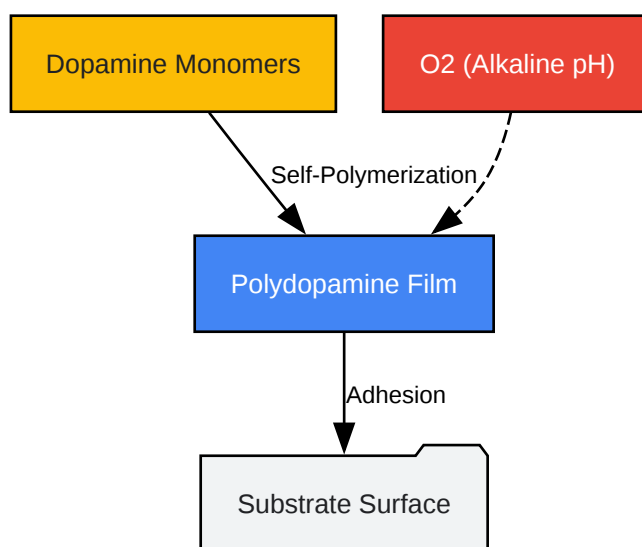 Dopamine Monomers
O2 (Alkaline pH)
Self-Polymerization
Polydopamine Film
Adhesion
Substrate Surface